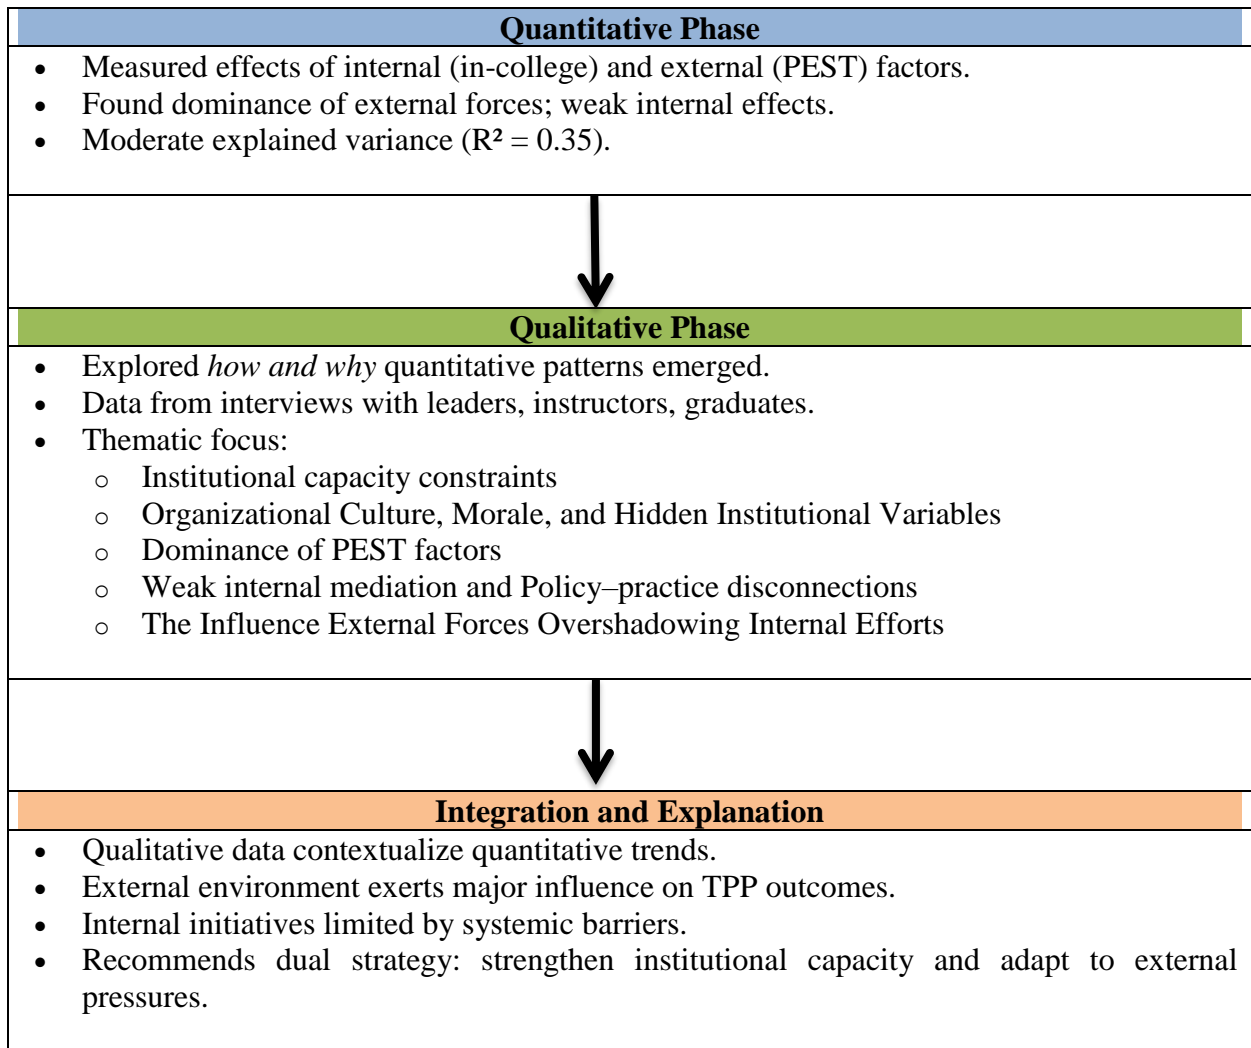 Quantitative Phase
• Measured effects of internal (in-college) and external (PEST) factors.
• Found dominance of external forces; weak internal effects.
• Moderate explained variance (R² = 0.35).
Qualitative Phase
• Explored how and why quantitative patterns emerged.
• Data from interviews with leaders, instructors, graduates.
• Thematic focus:
o Institutional capacity constraints
o Organizational Culture, Morale, and Hidden Institutional Variables
o Dominance of PEST factors
o Weak internal mediation and Policy–practice disconnections
o The Influence External Forces Overshadowing Internal Efforts
Integration and Explanation
• Qualitative data contextualize quantitative trends.
• External environment exerts major influence on TPP outcomes.
• Internal initiatives limited by systemic barriers.
• Recommends dual strategy: strengthen institutional capacity and adapt to external
pressures.